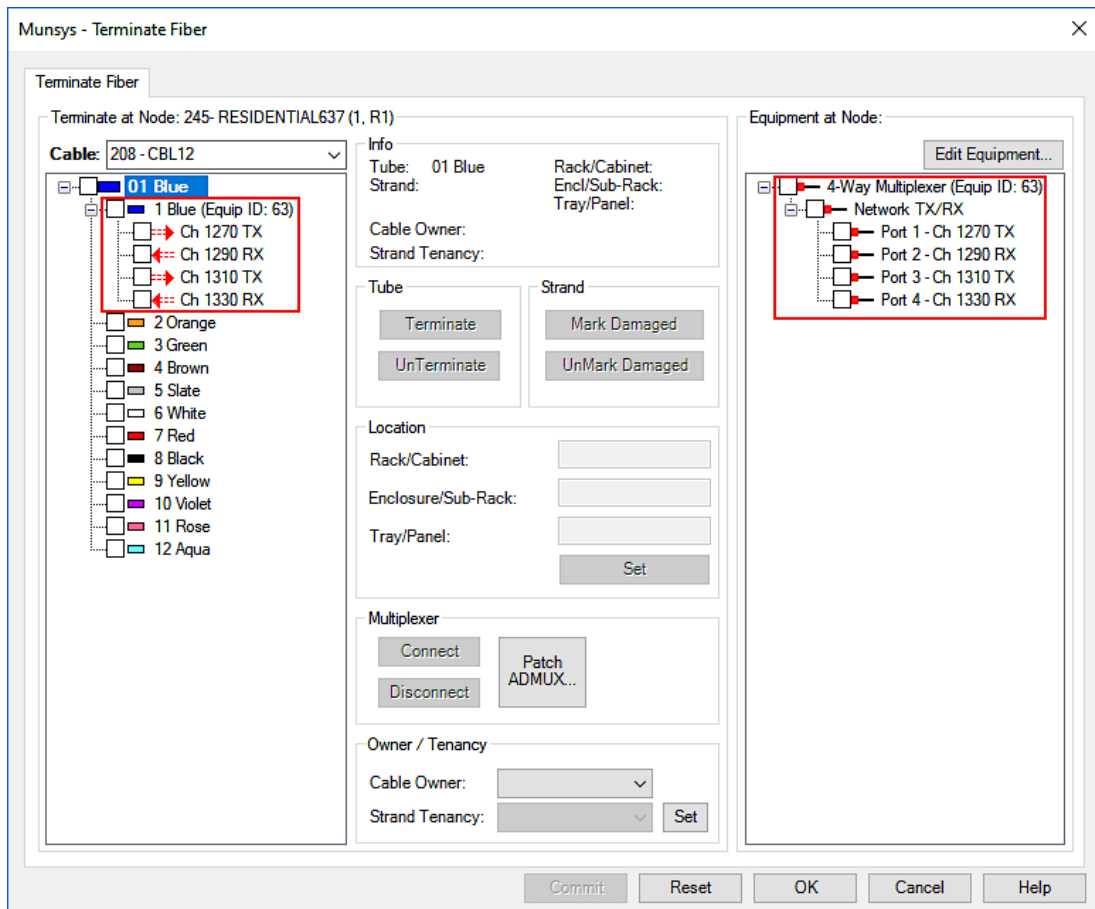 Munsys - Terminate Fiber
Terminate Fiber
Terminate at Node: 245- RESIDENTIAL637 (1, R1)
Cable: 208 - CBL12
01 Blue
1 Blue (Equip ID: 63)
Ch 1270 TX
Ch 1290 RX
Ch 1310 TX
Ch 1330 RX
2 Orange
3 Green
4 Brown
5 Slate
6 White
7 Red
8 Black
9 Yellow
10 Violet
11 Rose
12 Aqua
Info
Tube: 01 Blue Rack/Cabinet:
Strand: Encl/Sub-Rack:
Tray/Panel:
Cable Owner:
Strand Tenancy:
Tube
Terminate
UnTerminate
Strand
Mark Damaged
UnMark Damaged
Location
Rack/Cabinet:
Enclosure/Sub-Rack:
Tray/Panel:
Set
Multiplexer
Connect
Disconnect
Patch
ADMUX...
Owner / Tenancy
Cable Owner:
Strand Tenancy: Set
Equipment at Node:
Edit Equipment...
4-Way Multiplexer (Equip ID: 63)
Network TX/RX
Port 1 - Ch 1270 TX
Port 2 - Ch 1290 RX
Port 3 - Ch 1310 TX
Port 4 - Ch 1330 RX
Commit Reset OK Cancel Help